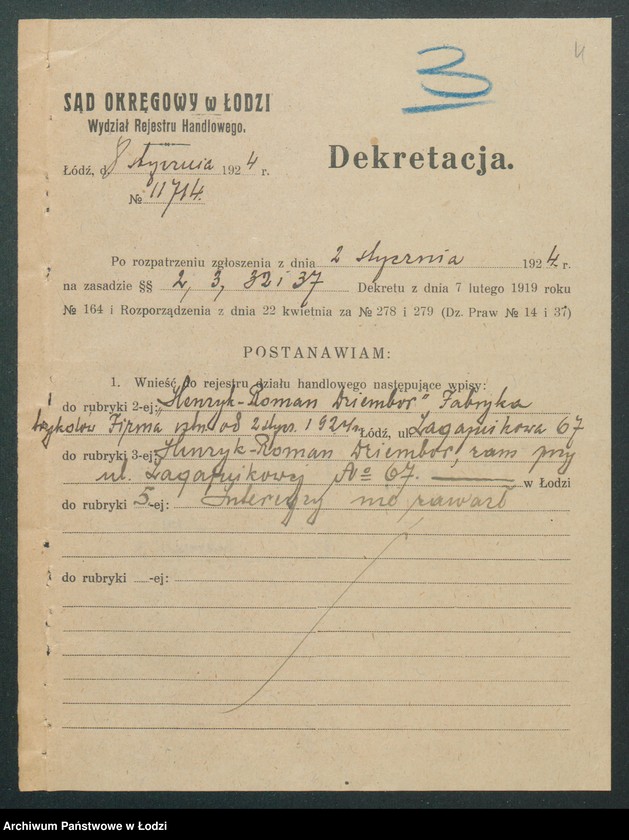 4
3
SĄD OKRĘGOWY w ŁODZI
Wydział Rejestru Handlowego.
Dekretacja.
Łódź, d. 8 stycznia 1924 r.
№ 11714.
Po rozpatrzeniu zgłoszenia z dnia 2 stycznia 1924 r.
na zasadzie §§ 2, 3, 32 i 37 Dekretu z dnia 7 lutego 1919 roku
№ 164 i Rozporządzenia z dnia 22 kwietnia za № 278 i 279 (Dz. Praw № 14 i 37)
POSTANAWIAM:
1. Wnieść do rejestru działu handlowego następujące wpisy:
do rubryki 2-ej: „Henryk-Roman Dziembor" Fabryka
Firma istn. od 2 stycz. 1924 r. Łódź, ul. Zagajnikowa 67
do rubryki 3-ej: Henryk-Roman Dziembor, zam. przy
ul. Zagajnikowej № 67. w Łodzi
do rubryki 5-ej: Intercyzy nie zawarł
do rubryki -ej:
Archiwum Państwowe w Łodzi